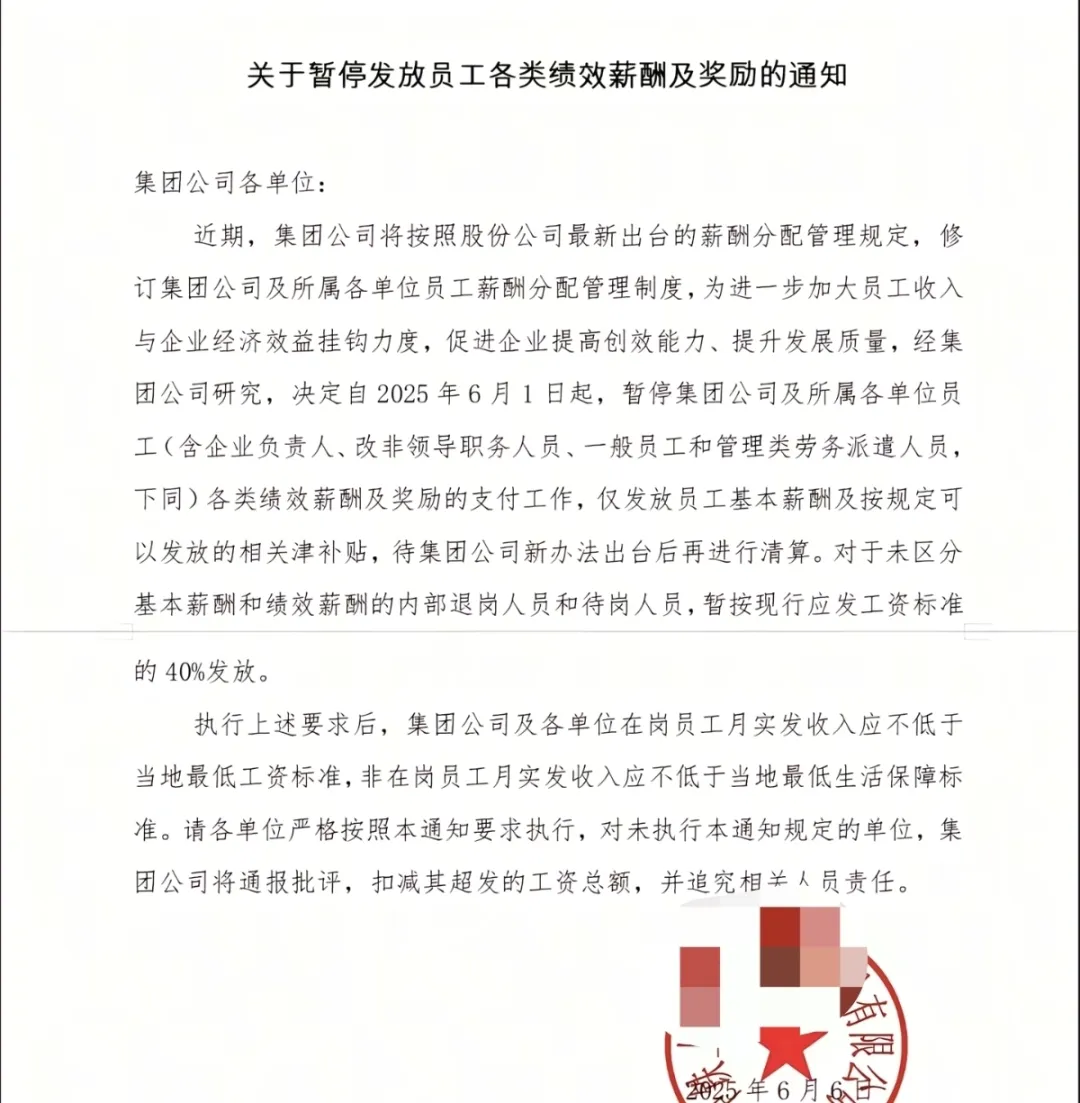 关于暂停发放员工各类绩效薪酬及奖励的通知
集团公司各单位：
近期，集团公司将按照股份公司最新出台的薪酬分配管理规定，修
订集团公司及所属各单位员工薪酬分配管理制度，为进一步加大员工收入
与企业经济效益挂钩力度，促进企业提高创效能力、提升发展质量，经集
团公司研究，决定自 2025 年 6 月 1 日起，暂停集团公司及所属各单位员
工（含企业负责人、改非领导职务人员、一般员工和管理类劳务派遣人员，
下同）各类绩效薪酬及奖励的支付工作，仅发放员工基本薪酬及按规定可
以发放的相关津补贴，待集团公司新办法出台后再进行清算。对于未区分
基本薪酬和绩效薪酬的内部退岗人员和待岗人员，暂按现行应发工资标准
的 40%发放。
执行上述要求后，集团公司及各单位在岗员工月实发收入应不低于
当地最低工资标准，非在岗员工月实发收入应不低于当地最低生活保障标
准。请各单位严格按照本通知要求执行，对未执行本通知规定的单位，集
团公司将通报批评，扣减其超发的工资总额，并追究相关人员责任。
有限公
2025 年 6 月 6 日